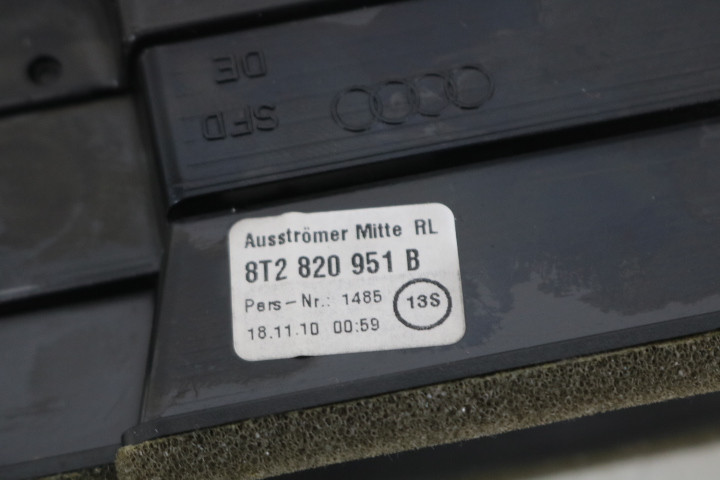 DE
SFD
Ausströmer Mitte RL
8T2 820 951 B
Pers-Nr.: 1485
13S
18.11.10 00:59